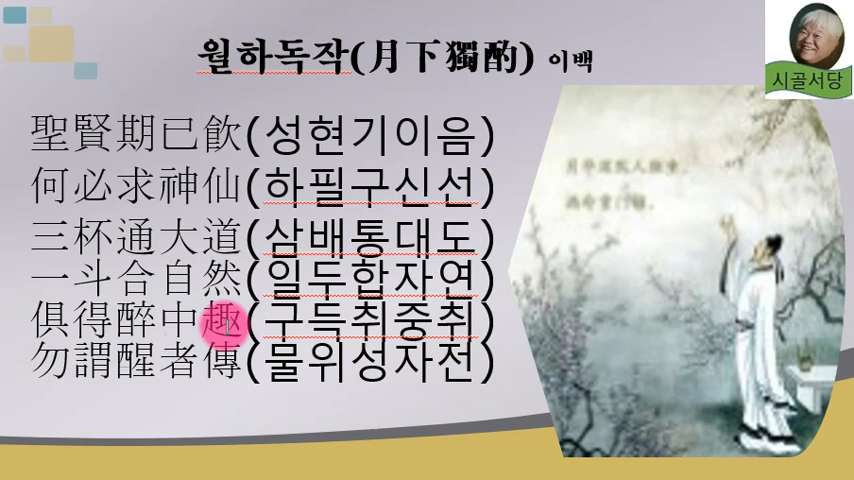 월하독작(月下獨酌) 이백
시골서당
聖賢期已飮(성현기이음)
何必求神仙(하필구신선)
三杯通大道(삼배통대도)
一斗合自然(일두합자연)
俱得醉中趣(구득취중취)
勿謂醒者傳(물위성자전)